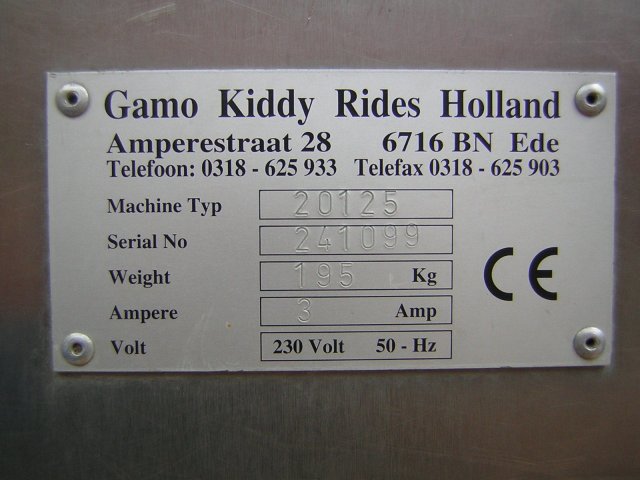 Gamo Kiddy Rides Holland
Amperestraat 28 6716 BN Ede
Telefoon: 0318 - 625 933 Telefax 0318 - 625 903
Machine Typ 20125
Serial No 241099
Weight 195 Kg
Ampere 3 Amp
Volt 230 Volt 50 - Hz
CE